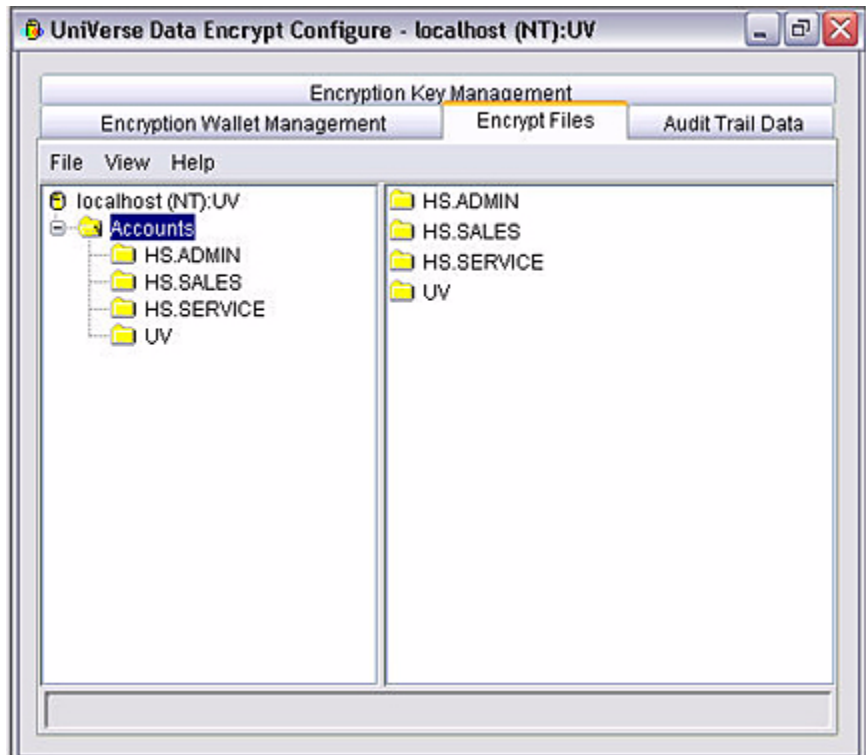 UniVerse Data Encrypt Configure - localhost (NT):UV
Encryption Key Management
Encryption Wallet Management
Encrypt Files
Audit Trail Data
File View Help
localhost (NT):UV
Accounts
HS.ADMIN
HS.SALES
HS.SERVICE
UV
HS.ADMIN
HS.SALES
HS.SERVICE
UV